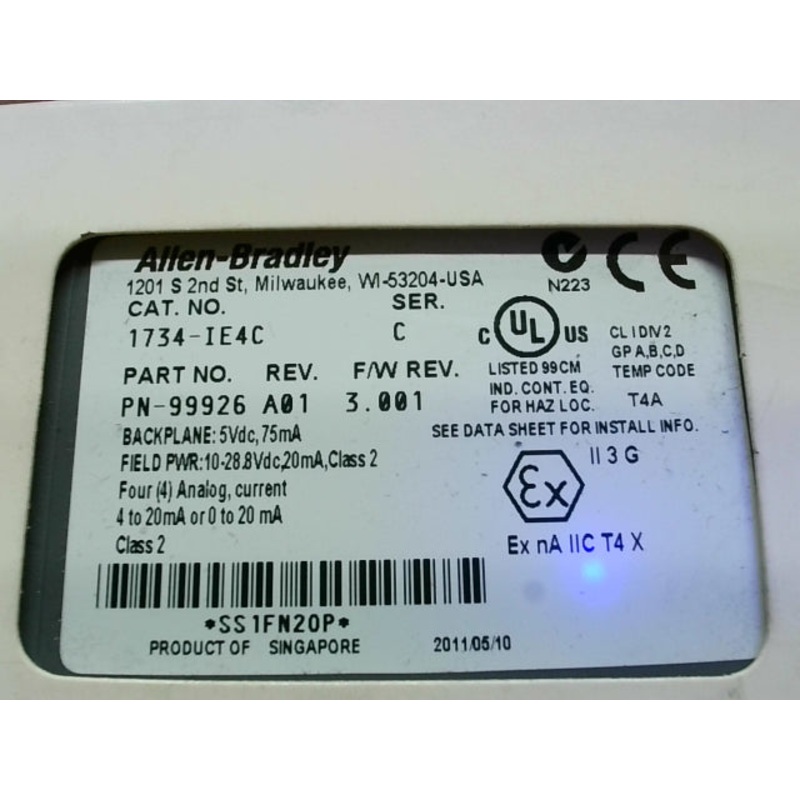 Allen-Bradley
1201 S 2nd St, Milwaukee, WI-53204-USA
N223
CE
CAT. NO. SER.
1734-IE4C C
C UL US
CL I DIV 2
GP A,B,C,D
TEMP CODE
T4A
LISTED 99CM
IND. CONT. EQ.
FOR HAZ LOC.
PART NO. REV. F/W REV.
PN-99926 A01 3.001
SEE DATA SHEET FOR INSTALL INFO.
BACKPLANE: 5Vdc, 75mA
FIELD PWR:10-28.8Vdc,20mA,Class 2
Four (4) Analog, current
4 to 20mA or 0 to 20 mA
Class 2
Ex
II 3 G
Ex nA IIC T4 X
*SS1FN20P*
PRODUCT OF SINGAPORE 2011/05/10